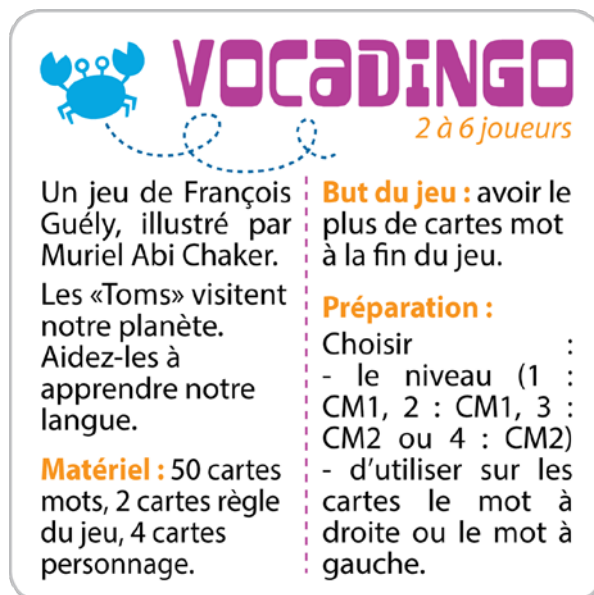 VOCADINGO
2 à 6 joueurs
Un jeu de François
Guély, illustré par
Muriel Abi Chaker.
Les «Toms» visitent
notre planète.
Aidez-les à
apprendre notre
langue.
Matériel : 50 cartes
mots, 2 cartes règle
du jeu, 4 cartes
personnage.
But du jeu : avoir le
plus de cartes mot
à la fin du jeu.
Préparation :
Choisir :
- le niveau (1 :
CM1, 2 : CM1, 3 :
CM2 ou 4 : CM2)
- d’utiliser sur les
cartes le mot à
droite ou le mot à
gauche.